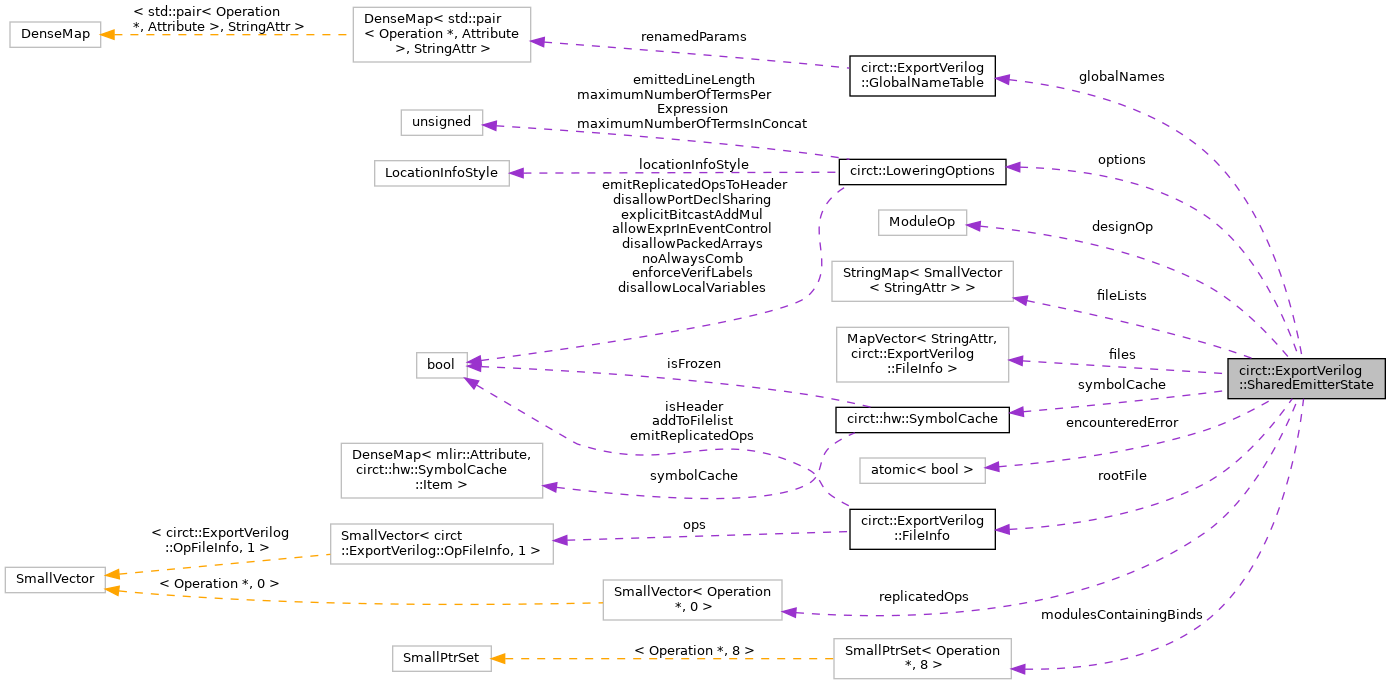 DenseMap
< std::pair< Operation
*, Attribute >, StringAttr >
DenseMap< std::pair
< Operation *, Attribute
>, StringAttr >
renamedParams
circt::ExportVerilog
::GlobalNameTable
globalNames
unsigned
emittedLineLength
maximumNumberOfTermsPer
Expression
maximumNumberOfTermsInConcat
LocationInfoStyle
locationInfoStyle
circt::LoweringOptions
options
emitReplicatedOpsToHeader
disallowPortDeclSharing
explicitBitcastAddMul
allowExprInEventControl
disallowPackedArrays
noAlwaysComb
enforceVerifLabels
disallowLocalVariables
ModuleOp
designOp
StringMap< SmallVector
< StringAttr > >
fileLists
MapVector< StringAttr,
circt::ExportVerilog
::FileInfo >
files
circt::ExportVerilog
::SharedEmitterState
bool
isFrozen
circt::hw::SymbolCache
symbolCache
isHeader
addToFilelist
emitReplicatedOps
encounteredError
atomic< bool >
DenseMap< mlir::Attribute,
circt::hw::SymbolCache
::Item >
symbolCache
rootFile
circt::ExportVerilog
::FileInfo
ops
SmallVector< circt
::ExportVerilog::OpFileInfo, 1 >
< circt::ExportVerilog
::OpFileInfo, 1 >
SmallVector
< Operation *, 0 >
SmallVector< Operation
*, 0 >
replicatedOps
modulesContainingBinds
SmallPtrSet
< Operation *, 8 >
SmallPtrSet< Operation
*, 8 >